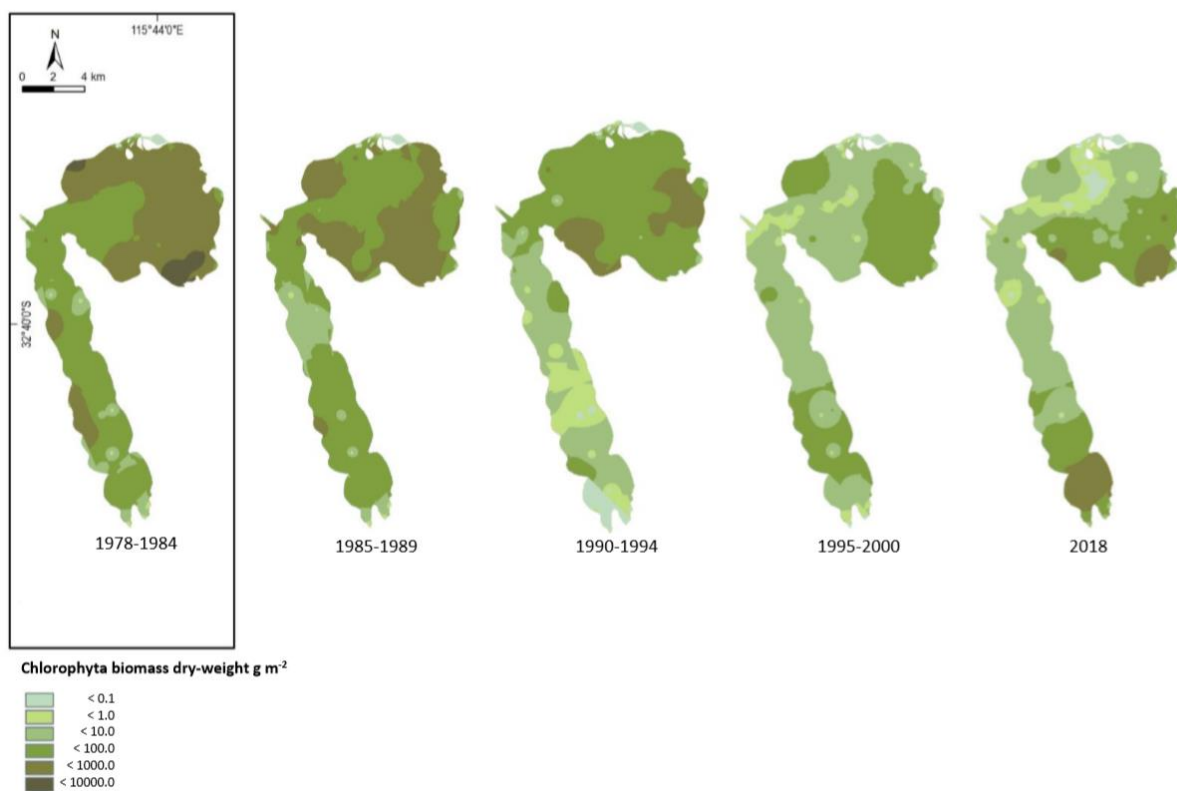 115°44'0"E
N
0 2 4 km
32°40'0"S
1978-1984
1985-1989
1990-1994
1995-2000
2018
Chlorophyta biomass dry-weight g m⁻²
< 0.1
< 1.0
< 10.0
< 100.0
< 1000.0
< 10000.0